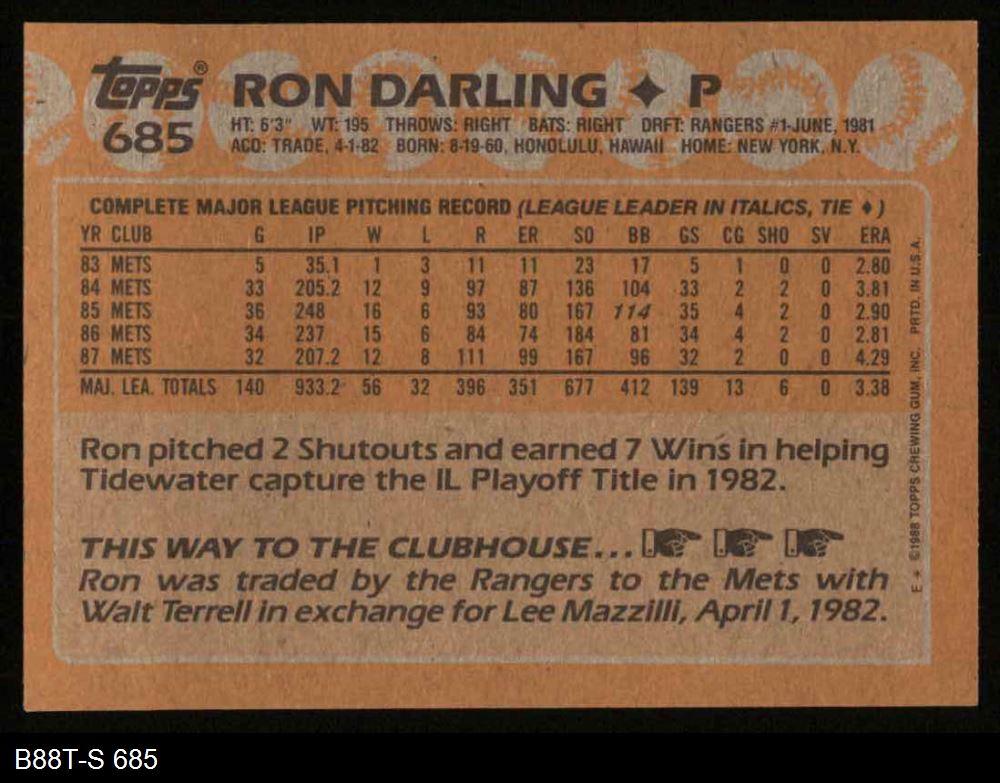 Topps® RON DARLING ♦ P
685
HT: 6'3" WT: 195 THROWS: RIGHT BATS: RIGHT DRFT: RANGERS #1-JUNE, 1981
ACQ: TRADE, 4-1-82 BORN: 8-19-60, HONOLULU, HAWAII HOME: NEW YORK, N.Y.
COMPLETE MAJOR LEAGUE PITCHING RECORD (LEAGUE LEADER IN ITALICS, TIE ♦)
YR CLUB G IP W L R ER SO BB GS CG SHO SV ERA
83 METS 5 35.1 1 3 11 11 23 17 5 1 0 0 2.80
84 METS 33 205.2 12 9 97 87 136 104 33 2 2 0 3.81
85 METS 36 248 16 6 93 80 167 114 35 4 2 0 2.90
86 METS 34 237 15 6 84 74 184 81 34 4 2 0 2.81
87 METS 32 207.2 12 8 111 99 167 96 32 2 0 0 4.29
MAJ. LEA. TOTALS 140 933.2 56 32 396 351 677 412 139 13 6 0 3.38
Ron pitched 2 Shutouts and earned 7 Wins in helping
Tidewater capture the IL Playoff Title in 1982.
THIS WAY TO THE CLUBHOUSE...
Ron was traded by the Rangers to the Mets with
Walt Terrell in exchange for Lee Mazzilli, April 1, 1982.
E * © 1988 TOPPS CHEWING GUM, INC. PRTD. IN U.S.A.
B88T-S 685